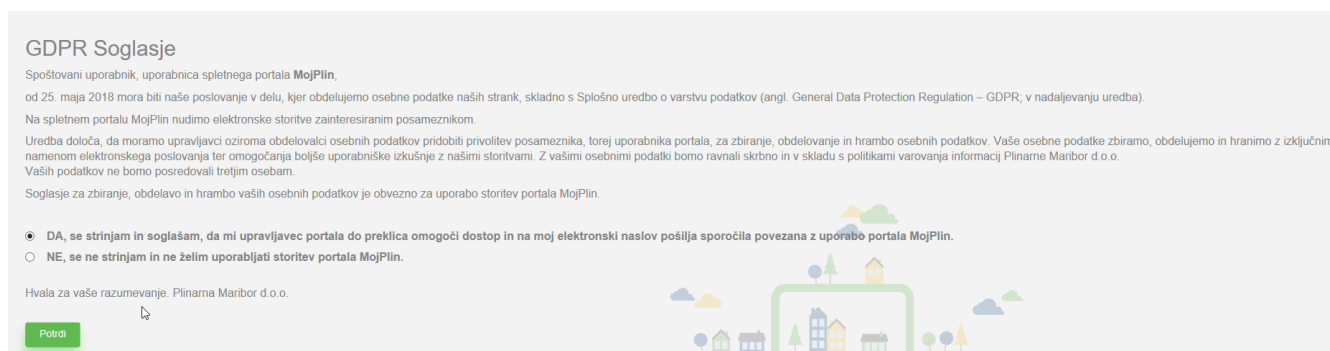 GDPR Soglasje
Spoštovani uporabnik, uporabnica spletnega portala MojPlin,
od 25. maja 2018 mora biti naše poslovanje v delu, kjer obdelujemo osebne podatke naših strank, skladno s Splošno uredbo o varstvu podatkov (angl. General Data Protection Regulation – GDPR; v nadaljevanju uredba).
Na spletnem portalu MojPlin nudimo elektronske storitve zainteresiranim posameznikom.
Uredba določa, da moramo upravljavci oziroma obdelovalci osebnih podatkov pridobiti privolitev posameznika, torej uporabnika portala, za zbiranje, obdelovanje in hrambo osebnih podatkov. Vaše osebne podatke zbiramo, obdelujemo in hranimo z izključnim
namenom elektronskega poslovanja ter omogočanja boljše uporabniške izkušnje z našimi storitvami. Z vašimi osebnimi podatki bomo ravnali skrbno in v skladu s politikami varovanja informacij Plinarne Maribor d.o.o.
Vaših podatkov ne bomo posredovali tretjim osebam.
Soglasje za zbiranje, obdelavo in hrambo vaših osebnih podatkov je obvezno za uporabo storitev portala MojPlin.
DA, se strinjam in soglašam, da mi upravljavec portala do preklica omogoči dostop in na moj elektronski naslov pošilja sporočila povezana z uporabo portala MojPlin.
NE, se ne strinjam in ne želim uporabljati storitev portala MojPlin.
Hvala za vaše razumevanje. Plinarna Maribor d.o.o.
Potrdi